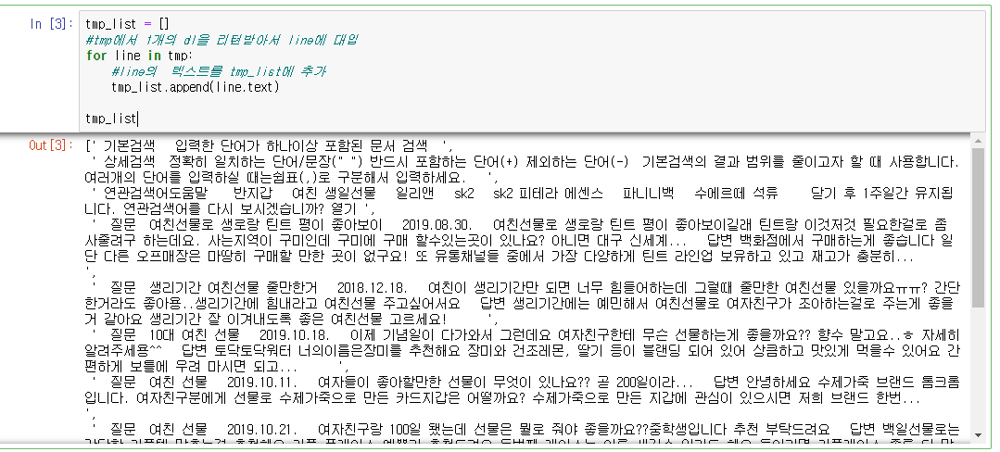 In [3]: tmp_list = []
#tmp에서 1개의 dl을 리턴받아서 line에 대입
for line in tmp:
#line의 텍스트를 tmp_list에 추가
tmp_list.append(line.text)
tmp_list
Out[3]: [' 기본검색 입력한 단어가 하나이상 포함된 문서 검색 ',
' 상세검색 정확히 일치하는 단어/문장(" ") 반드시 포함하는 단어(+) 제외하는 단어(-) 기본검색의 결과 범위를 줄이고자 할 때 사용합니다.
여러개의 단어를 입력하실 때는쉼표(,)로 구분해서 입력하세요. ',
' 연관검색어도움말 반지갑 여친 생일선물 일리앤 sk2 sk2 피테라 에센스 파니니백 수에르떼 석류 닫기 후 1주일간 유지됩
니다. 연관검색어를 다시 보시겠습니까? 열기 ',
' 질문 여친선물로 생로랑 틴트 평이 좋아보이 2019.08.30. 여친선물로 생로랑 틴트 평이 좋아보이길래 틴트랑 이것저것 필요한걸로 좀
사줄려구 하는데요. 사는지역이 구미인데 구미에 구매 할수있는곳이 있나요? 아니면 대구 신세계... 답변 백화점에서 구매하는게 좋습니다 일
단 다른 오프매장은 마땅히 구매할 만한 곳이 없구요! 또 유통채널들 중에서 가장 다양하게 틴트 라인업 보유하고 있고 재고가 충분히...
',
' 질문 생리기간 여친선물 줄만한거 2018.12.18. 여친이 생리기간만 되면 너무 힘들어하는데 그럴때 줄만한 여친선물 있을까요ㅠㅠ? 간단
한거라도 좋아용..생리기간에 힘내라고 여친선물 주고싶어서요 답변 생리기간에는 예민해서 여친선물로 여자친구가 조아하는걸로 주는게 좋을
거 같아요 생리기간 잘 이겨내도록 좋은 여친선물 고르세요! ',
' 질문 10대 여친 선물 2019.10.18. 이제 기념일이 다가와서 그런데요 여자친구한테 무슨 선물하는게 좋을까요?? 향수 말고요..ㅎ 자세히
알려주세용^^ 답변 토닥토닥워터 너의이름은장미를 추천해요 장미와 건조레몬, 딸기 등이 블랜딩 되어 있어 상큼하고 맛있게 먹을수 있어요 간
편하게 보틀에 우려 마시면 되고... ',
' 질문 여친 선물 2019.10.11. 여자들이 좋아할만한 선물이 무엇이 있나요?? 곧 200일이라... 답변 안녕하세요 수제가죽 브랜드 톰크롬
입니다. 여자친구분에게 선물로 수제가죽으로 만든 카드지갑은 어떨까요? 수제가죽으로 만든 지갑에 관심이 있으시면 저희 브랜드 한번...
',
' 질문 여친 선물 2019.10.21. 여자친구랑 100일 됐는데 선물은 뭘로 줘야 좋을까요??중학생입니다 추천 부탁드려요 답변 백일선물로는